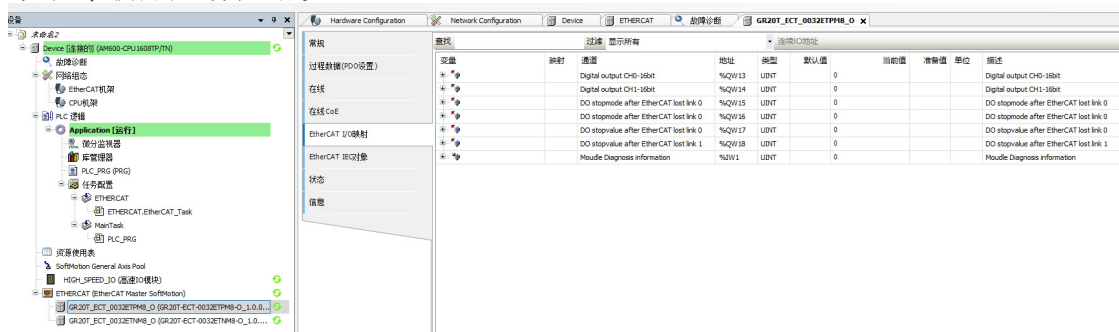 设备
未命名2
Device [连接的] (AM600-CPU1608TP/TN)
故障诊断
网络组态
EtherCAT机架
CPU机架
PLC 逻辑
Application [运行]
微分监视器
库管理器
PLC_PRG (PRG)
任务配置
ETHERCAT
ETHERCAT.EtherCAT_Task
MainTask
PLC_PRG
资源使用表
SoftMotion General Axis Pool
HIGH_SPEED_IO (高速IO模块)
ETHERCAT (EtherCAT Master SoftMotion)
GR20T_ECT_0032ETPM8_O (GR20T-ECT-0032ETPM8-O_1.0.0...
GR20T_ECT_0032ETNM8_O (GR20T-ECT-0032ETNM8-O_1.0....
Hardware Configuration Network Configuration Device ETHERCAT 故障诊断 GR20T_ECT_0032ETPM8_O
常规
过程数据(PDO设置)
在线
在线CoE
EtherCAT I/O映射
EtherCAT IEC对象
状态
信息
查找 过滤 显示所有 连续IO地址
变量 映射 通道 地址 类型 默认值 当前值 准备值 单位 描述
Digital output CH0-16bit %QW13 UINT 0 Digital output CH0-16bit
Digital output CH1-16bit %QW14 UINT 0 Digital output CH1-16bit
DO stopmode after EtherCAT lost link 0 %QW15 UINT 0 DO stopmode after EtherCAT lost link 0
DO stopmode after EtherCAT lost link 0 %QW16 UINT 0 DO stopmode after EtherCAT lost link 0
DO stopvalue after EtherCAT lost link 0 %QW17 UINT 0 DO stopvalue after EtherCAT lost link 0
DO stopvalue after EtherCAT lost link 1 %QW18 UINT 0 DO stopvalue after EtherCAT lost link 1
Moudle Diagnosis information %IW1 UINT 0 Moudle Diagnosis information